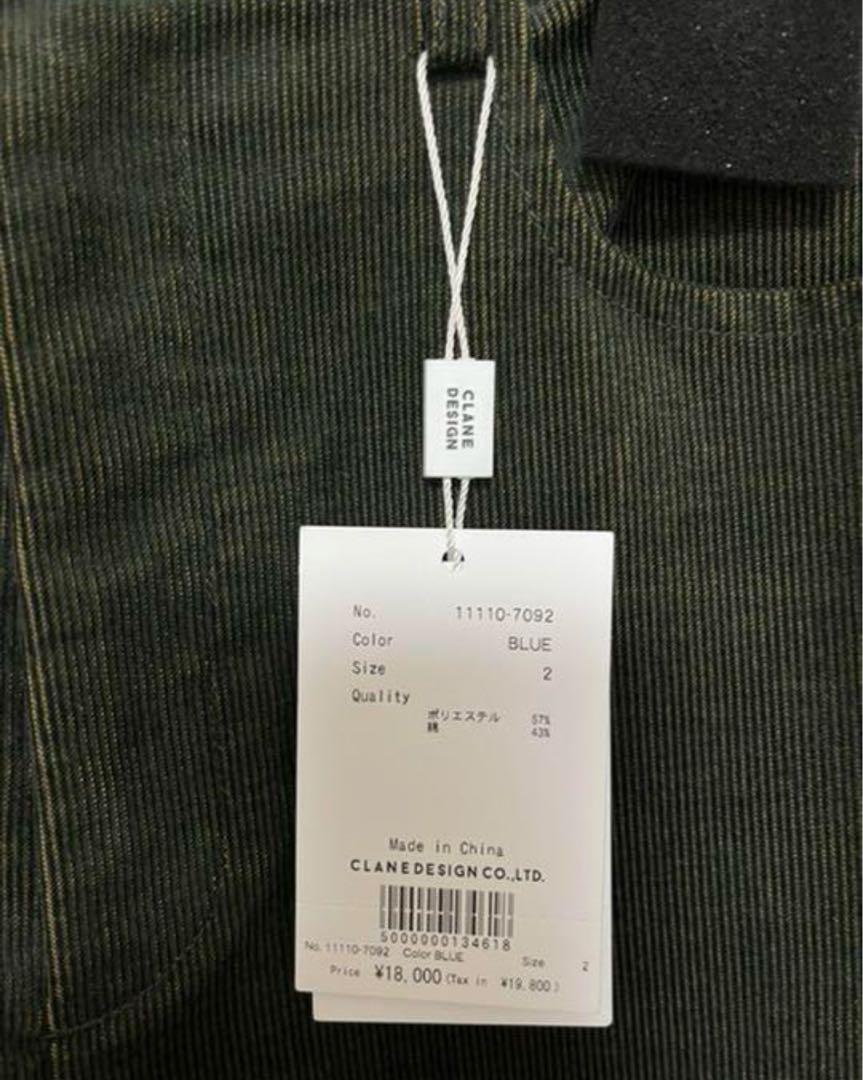 CLANE
DESIGN
No. 11110-7092
Color BLUE
Size 2
Quality
ポリエステル 57%
綿 43%
Made in China
CLANEDESIGN CO.,LTD.
5000000134618
No. 11110-7092 Color BLUE Size 2
Price ¥18,000 (Tax in ¥19,800)